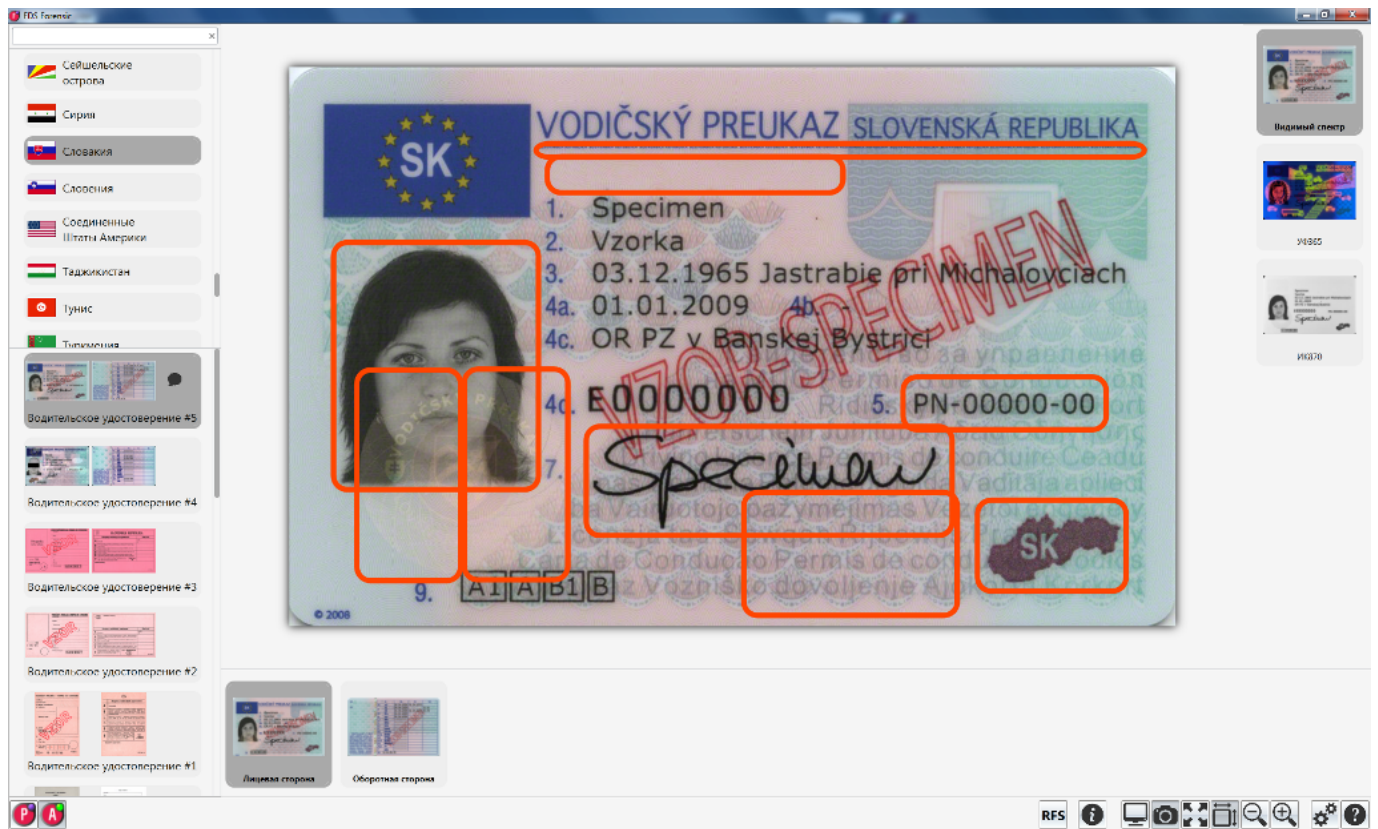 FDS Forensic
Сейшельские
острова
Сирия
Словакия
Словения
Соединенные
Штаты Америки
Таджикистан
Тунис
Туркмения
Водительское удостоверение #5
Водительское удостоверение #4
Водительское удостоверение #3
Водительское удостоверение #2
Водительское удостоверение #1
VODIČSKÝ PREUKAZ SLOVENSKÁ REPUBLIKA
SK
1. Specimen
2. Vzorka
3. 03.12.1965 Jastrabie pri Michalovciach
4a. 01.01.2009 4b. -
4c. OR PZ v Banskej Bystrici
4d. E0000000 5. PN-00000-00
VZOR-SPECIMEN
7. Specimen
SK
9. A1 A B1 B
© 2008
Видимый спектр
УФ365
ИК870
Лицевая сторона
Оборотная сторона
P A
RFS